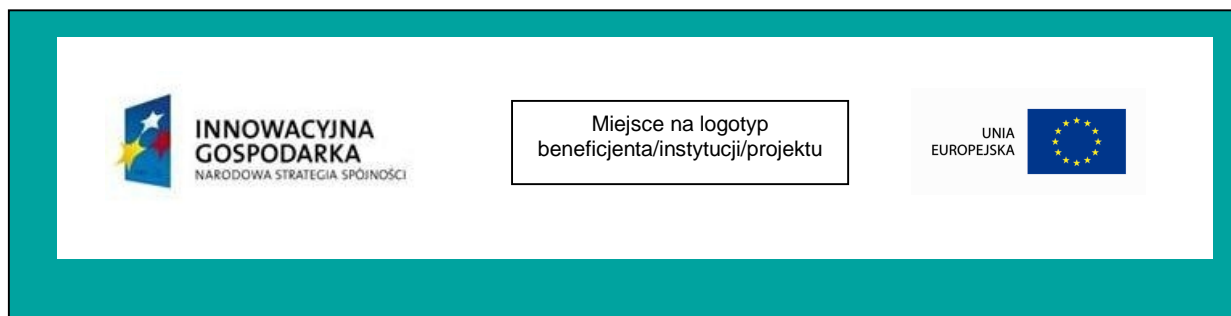 INNOWACYJNA
GOSPODARKA
NARODOWA STRATEGIA SPÓJNOŚCI
Miejsce na logotyp
beneficjenta/instytucji/projektu
UNIA
EUROPEJSKA